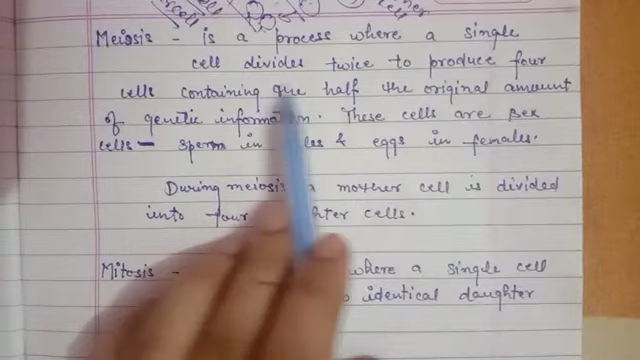 Meiosis - is a process where a single
cell divides twice to produce four
cells containing half the original amount
of genetic information. These cells are sex
cells - sperm in & eggs in females.
During meiosis a mother cell is divided
into four cells.
Mitosis - where a single cell
identical daughter